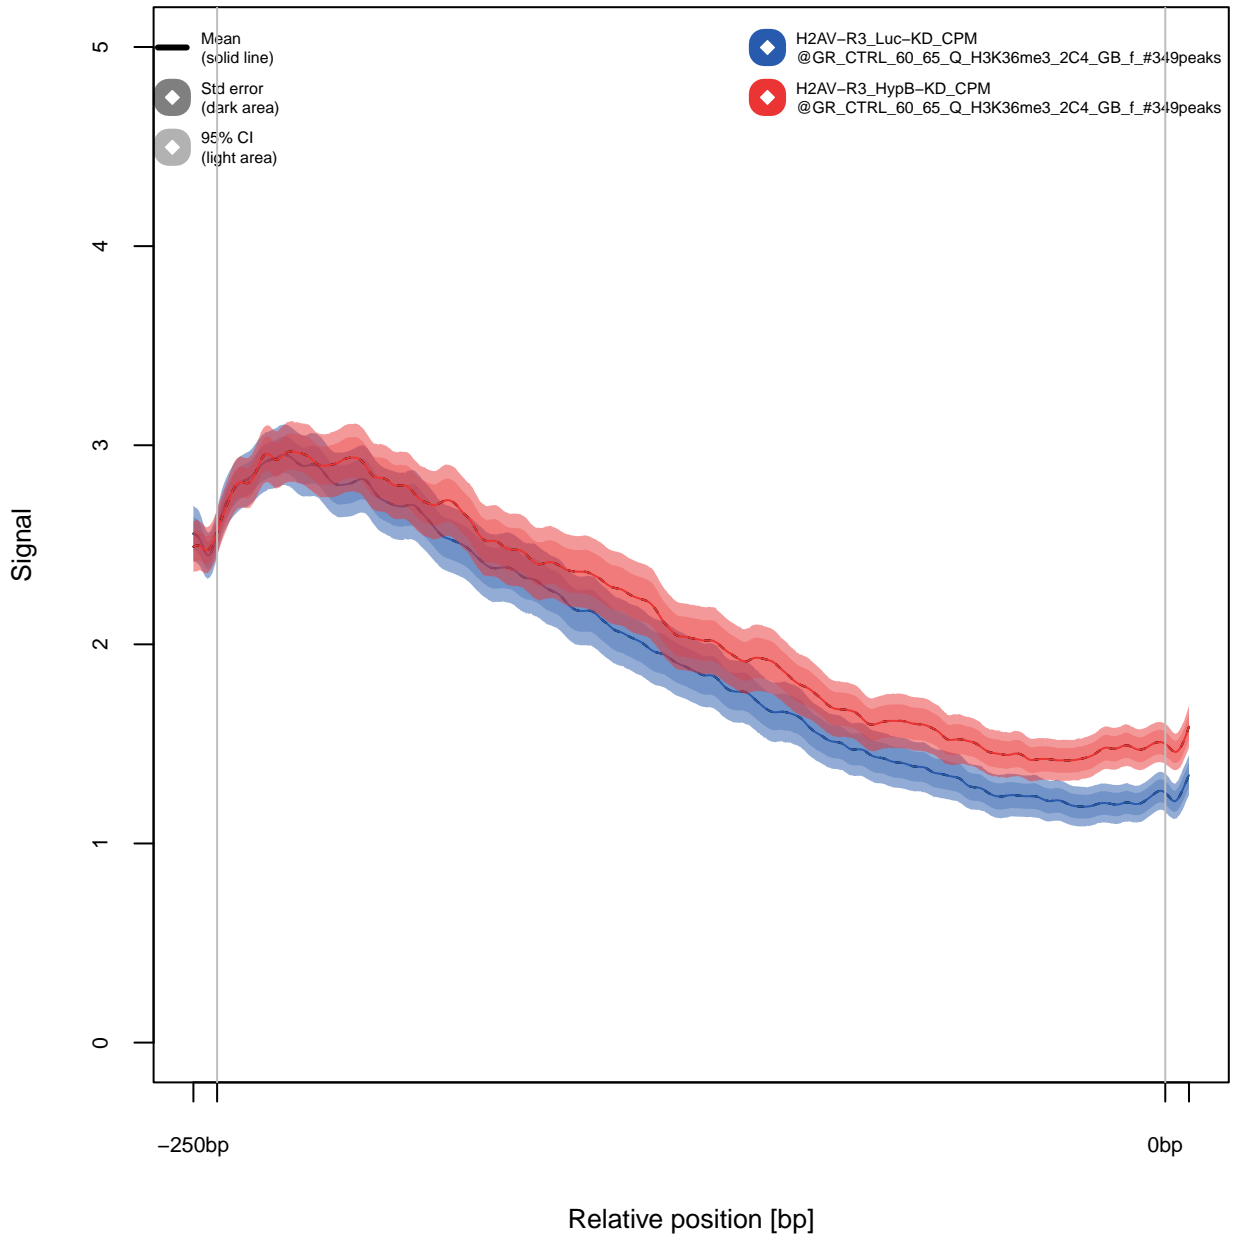 Mean
(solid line)
Std error
(dark area)
95% CI
(light area)
H2AV−R3_Luc−KD_CPM
@GR_CTRL_60_65_Q_H3K36me3_2C4_GB_f_#349peaks
H2AV−R3_HypB−KD_CPM
@GR_CTRL_60_65_Q_H3K36me3_2C4_GB_f_#349peaks
5
4
3
2
1
0
Signal
−250bp
0bp
Relative position [bp]